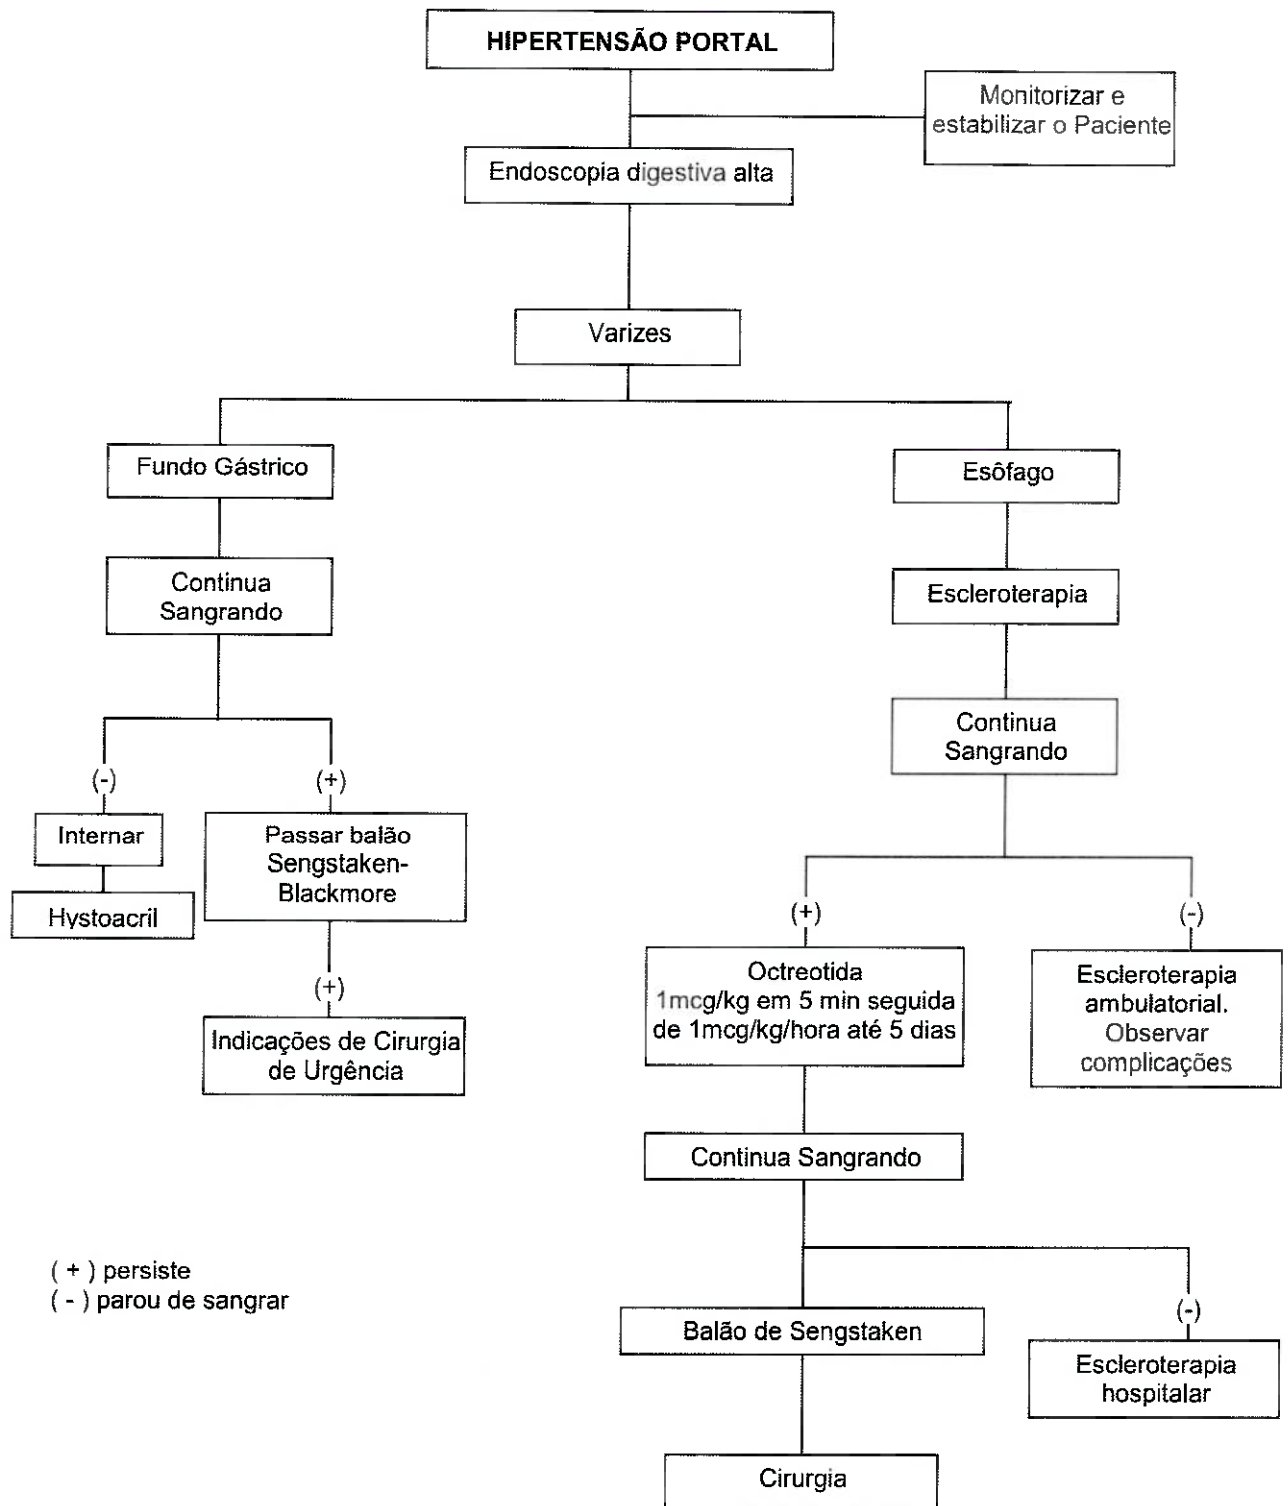 HIPERTENSÃO PORTAL
Monitorizar e
estabilizar o Paciente
Endoscopia digestiva alta
Varizes
Fundo Gástrico
Esôfago
Continua
Sangrando
Escleroterapia
Continua
Sangrando
(-)
(+)
Internar
Hystoacril
Passar balão
Sengstaken-
Blackmore
(+)
Indicações de Cirurgia
de Urgência
(+)
(-)
Octreotida
1mcg/kg em 5 min seguida
de 1mcg/kg/hora até 5 dias
Escleroterapia
ambulatorial.
Observar
complicações
Continua Sangrando
( + ) persiste
( - ) parou de sangrar
(-)
Balão de Sengstaken
Escleroterapia
hospitalar
Cirurgia